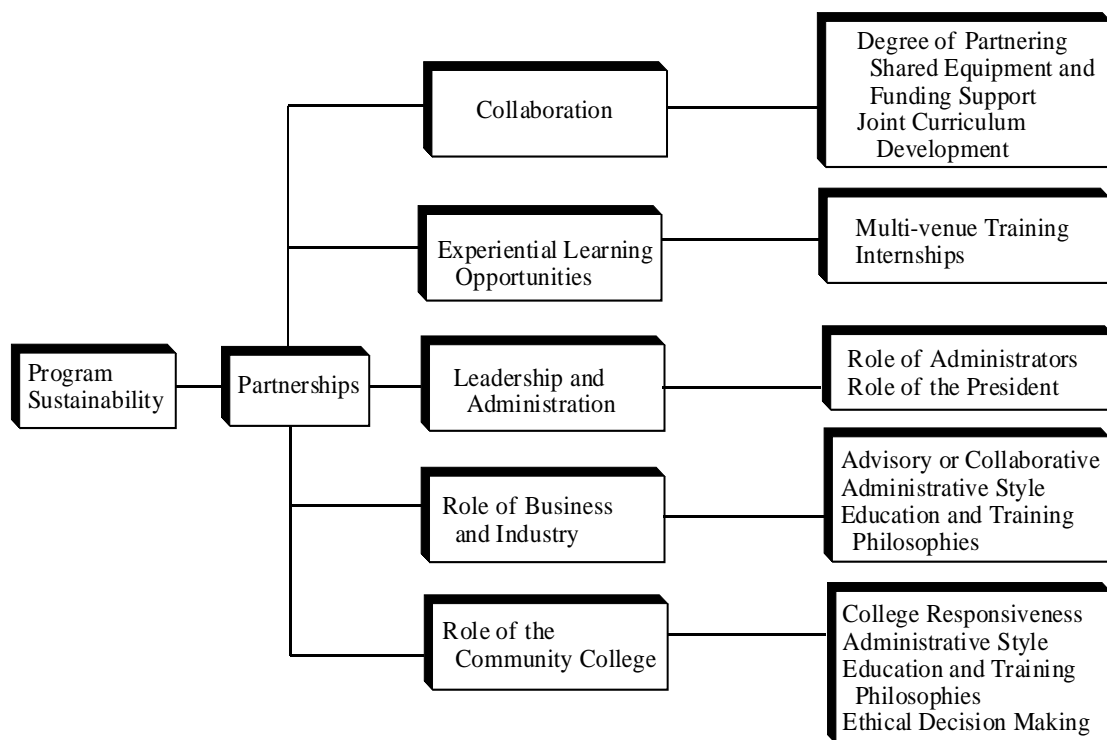 Program
Sustainability
Partnerships
Collaboration
Degree of Partnering
Shared Equipment and
Funding Support
Joint Curriculum
Development
Experiential Learning
Opportunities
Multi-venue Training
Internships
Leadership and
Administration
Role of Administrators
Role of the President
Role of Business
and Industry
Advisory or Collaborative
Administrative Style
Education and Training
Philosophies
Role of the
Community College
College Responsiveness
Administrative Style
Education and Training
Philosophies
Ethical Decision Making